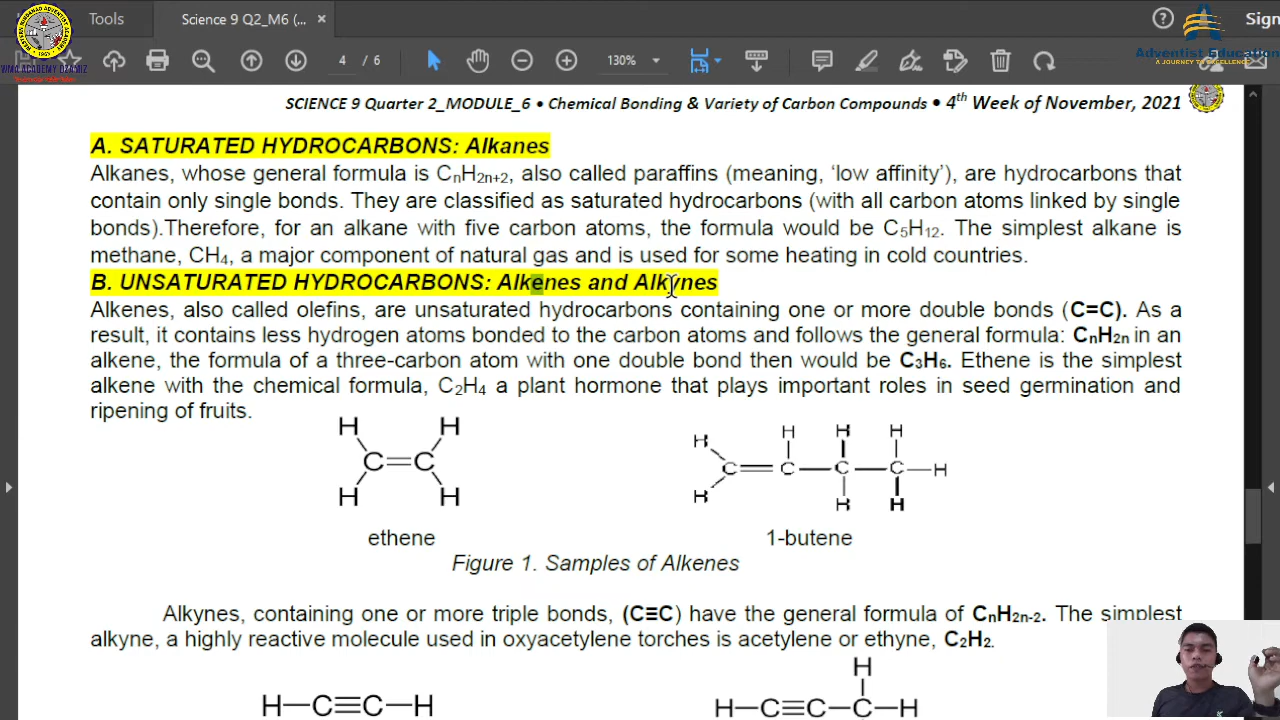 Tools
Science 9 Q2_M6 (...
×
Sign
4 / 6
130%
Adventist Education
A JOURNEY TO EXCELLENCE
SCIENCE 9 Quarter 2_MODULE_6 • Chemical Bonding & Variety of Carbon Compounds • 4th Week of November, 2021
A. SATURATED HYDROCARBONS: Alkanes
Alkanes, whose general formula is CnH2n+2, also called paraffins (meaning, ‘low affinity’), are hydrocarbons that
contain only single bonds. They are classified as saturated hydrocarbons (with all carbon atoms linked by single
bonds).Therefore, for an alkane with five carbon atoms, the formula would be C5H12. The simplest alkane is
methane, CH4, a major component of natural gas and is used for some heating in cold countries.
B. UNSATURATED HYDROCARBONS: Alkenes and Alkynes
Alkenes, also called olefins, are unsaturated hydrocarbons containing one or more double bonds (C=C). As a
result, it contains less hydrogen atoms bonded to the carbon atoms and follows the general formula: CnH2n in an
alkene, the formula of a three-carbon atom with one double bond then would be C3H6. Ethene is the simplest
alkene with the chemical formula, C2H4 a plant hormone that plays important roles in seed germination and
ripening of fruits.
H H
C=C
H H
H H H H
C=C—C—C—H
H H H
ethene 1-butene
Figure 1. Samples of Alkenes
Alkynes, containing one or more triple bonds, (C≡C) have the general formula of CnH2n-2. The simplest
alkyne, a highly reactive molecule used in oxyacetylene torches is acetylene or ethyne, C2H2.
H
H—C≡C—H H—C≡C—C—H